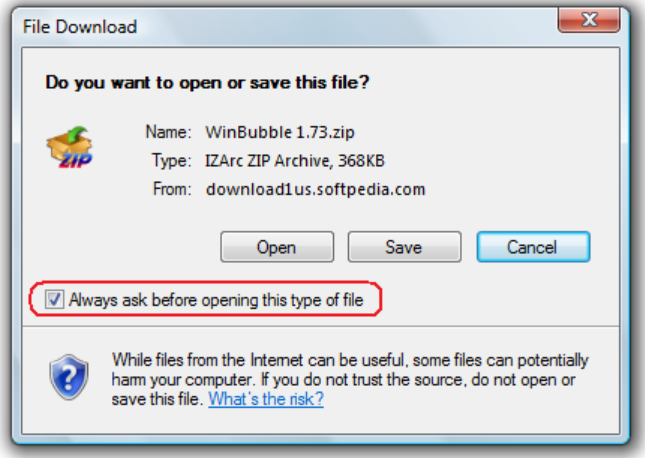 File Download
Do you want to open or save this file?
ZIP
Name: WinBubble 1.73.zip
Type: IZArc ZIP Archive, 368KB
From: download1us.softpedia.com
Open Save Cancel
Always ask before opening this type of file
While files from the Internet can be useful, some files can potentially
harm your computer. If you do not trust the source, do not open or
save this file. What's the risk?